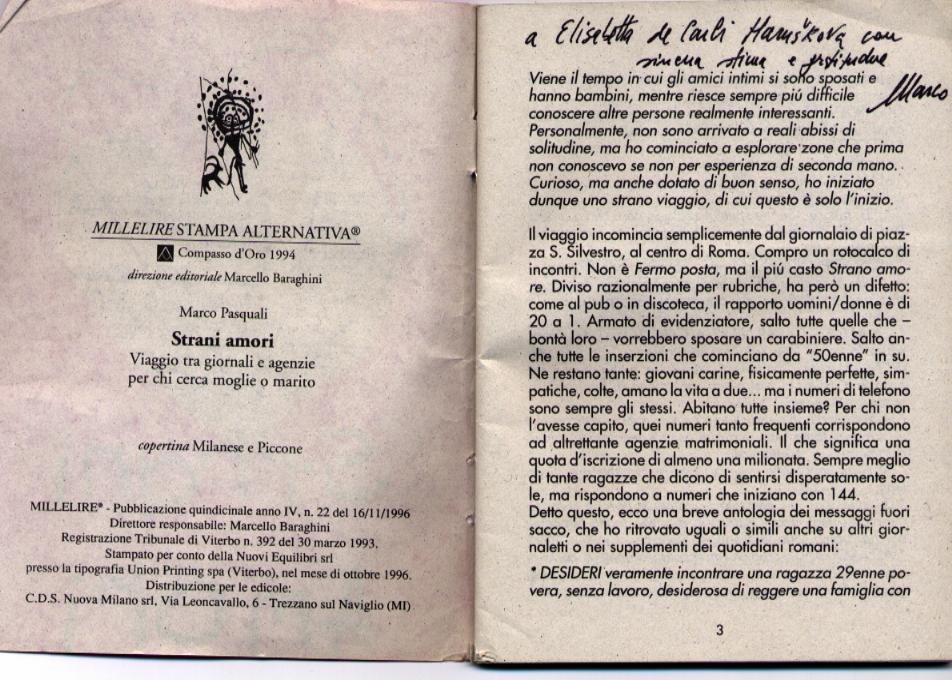 MILLELIRE STAMPA ALTERNATIVA®
Compasso d'Oro 1994
direzione editoriale Marcello Baraghini
Marco Pasquali
Strani amori
Viaggio tra giornali e agenzie
per chi cerca moglie o marito
copertina Milanese e Piccone
MILLELIRE® - Pubblicazione quindicinale anno IV, n. 22 del 16/11/1996
Direttore responsabile: Marcello Baraghini
Registrazione Tribunale di Viterbo n. 392 del 30 marzo 1993.
Stampato per conto della Nuovi Equilibri srl
presso la tipografia Union Printing spa (Viterbo), nel mese di ottobre 1996.
Distribuzione per le edicole:
C.D.S. Nuova Milano srl, Via Leoncavallo, 6 - Trezzano sul Naviglio (MI)
a Elisabetta de Carli Hanušková con
sincera stima e gratitudine
Marco
Viene il tempo in cui gli amici intimi si sono sposati e
hanno bambini, mentre riesce sempre piú difficile
conoscere altre persone realmente interessanti.
Personalmente, non sono arrivato a reali abissi di
solitudine, ma ho cominciato a esplorare zone che prima
non conoscevo se non per esperienza di seconda mano.
Curioso, ma anche dotato di buon senso, ho iniziato
dunque uno strano viaggio, di cui questo è solo l'inizio.
Il viaggio incomincia semplicemente dal giornalaio di piaz-
za S. Silvestro, al centro di Roma. Compro un rotocalco di
incontri. Non è Fermo posta, ma il piú casto Strano amo-
re. Diviso razionalmente per rubriche, ha però un difetto:
come al pub o in discoteca, il rapporto uomini/donne è di
20 a 1. Armato di evidenziatore, salto tutte quelle che –
bontà loro – vorrebbero sposare un carabiniere. Salto an-
che tutte le inserzioni che cominciano da "50enne" in su.
Ne restano tante: giovani carine, fisicamente perfette, sim-
patiche, colte, amano la vita a due... ma i numeri di telefono
sono sempre gli stessi. Abitano tutte insieme? Per chi non
l'avesse capito, quei numeri tanto frequenti corrispondono
ad altrettante agenzie matrimoniali. Il che significa una
quota d'iscrizione di almeno una milionata. Sempre meglio
di tante ragazze che dicono di sentirsi disperatamente so-
le, ma rispondono a numeri che iniziano con 144.
Detto questo, ecco una breve antologia dei messaggi fuori
sacco, che ho ritrovato uguali o simili anche su altri gior-
naletti o nei supplementi dei quotidiani romani:
* DESIDERI veramente incontrare una ragazza 29enne po-
vera, senza lavoro, desiderosa di reggere una famiglia con
3